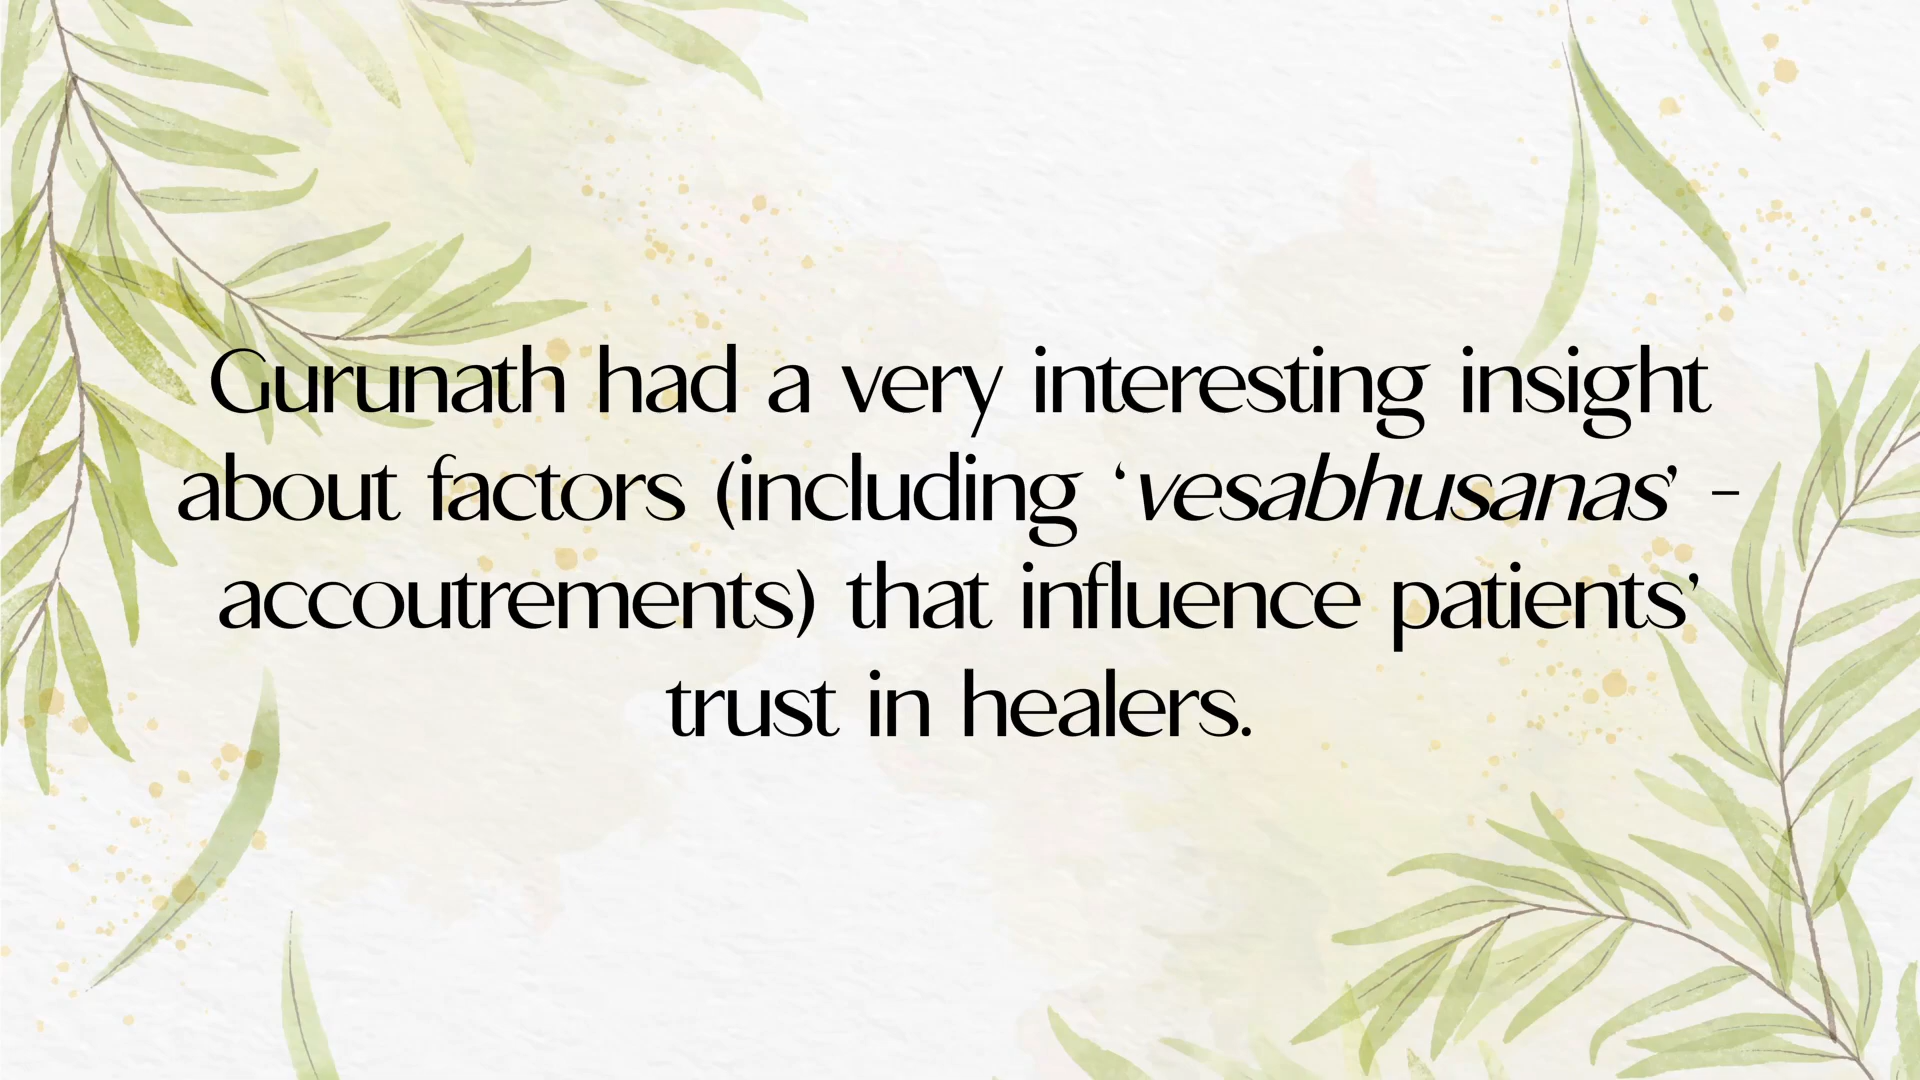 Gurunath had a very interesting insight
about factors (including ‘vesabhusanas’ -
accoutrements) that influence patients’
trust in healers.